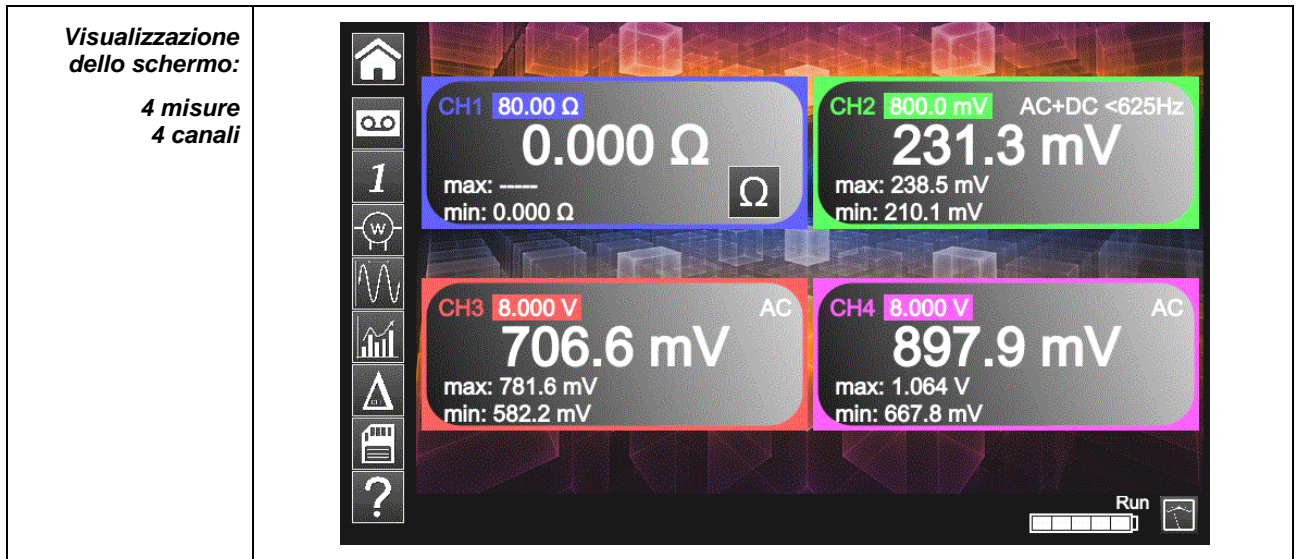 Visualizzazione
dello schermo:
4 misure
4 canali
1
W
CH1 80.00 Ω
0.000 Ω
max: -----
min: 0.000 Ω
Ω
CH2 800.0 mV AC+DC <625Hz
231.3 mV
max: 238.5 mV
min: 210.1 mV
CH3 8.000 V AC
706.6 mV
max: 781.6 mV
min: 582.2 mV
CH4 8.000 V AC
897.9 mV
max: 1.064 V
min: 667.8 mV
?
Run